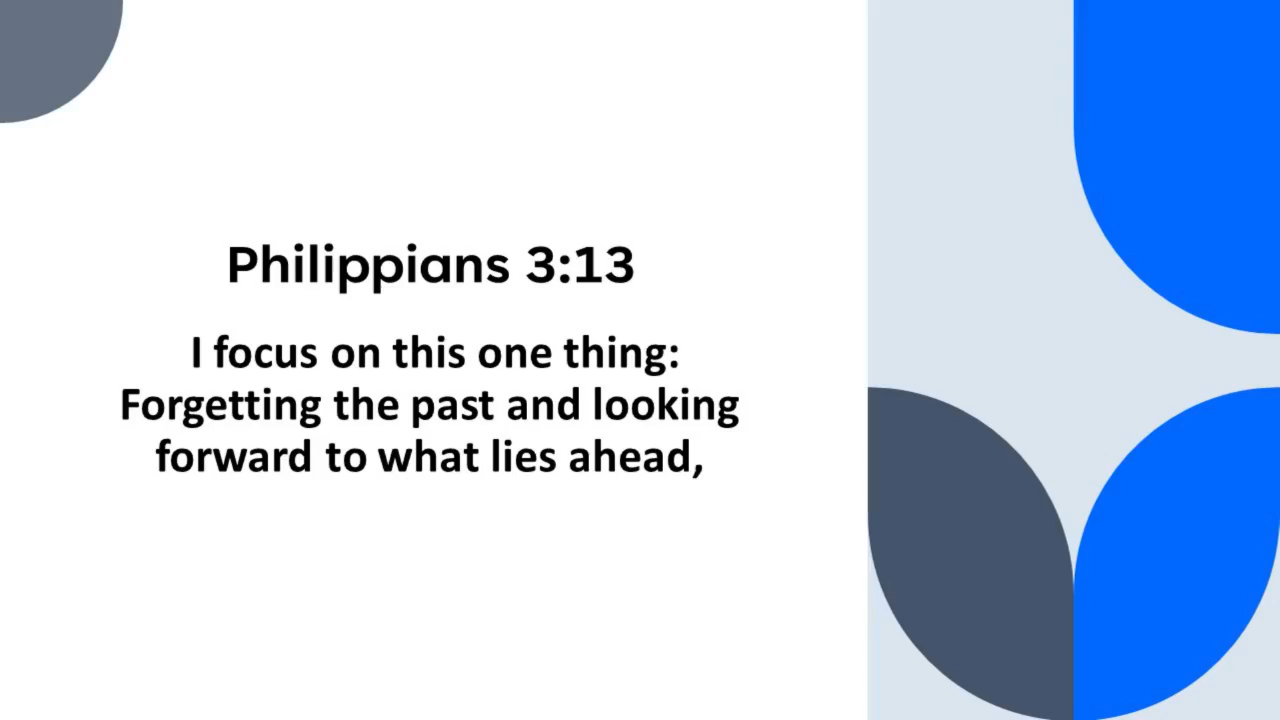 Philippians 3:13
I focus on this one thing:
Forgetting the past and looking
forward to what lies ahead,